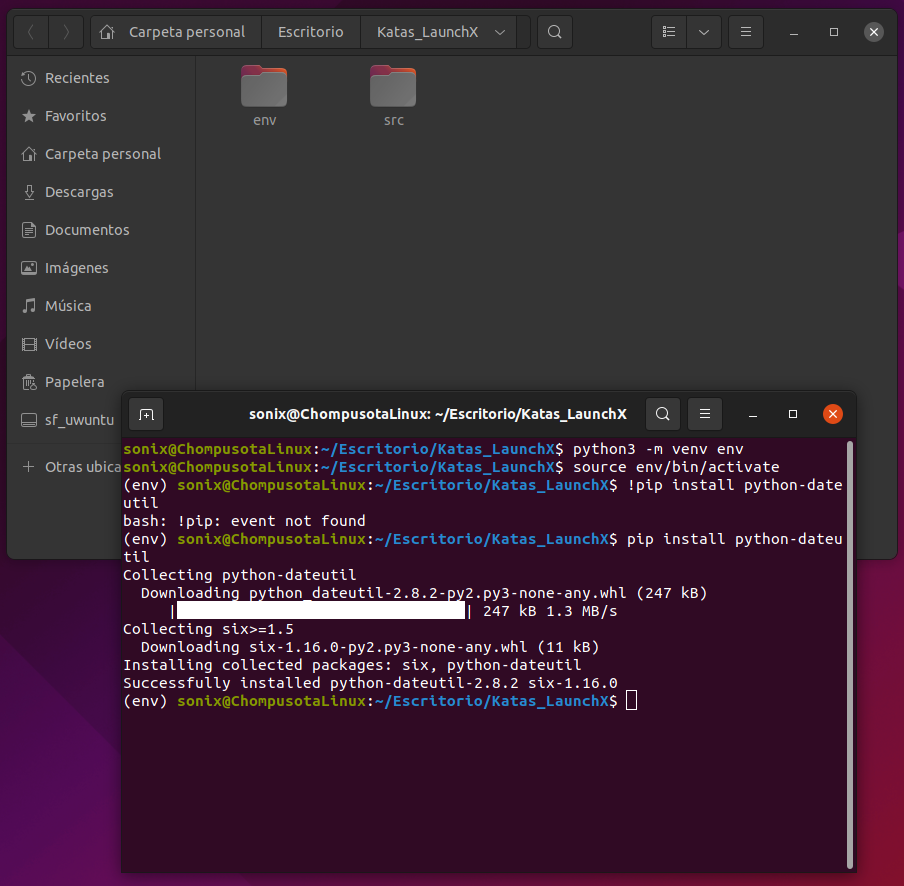 Carpeta personal Escritorio Katas_LaunchX
Recientes
Favoritos
Carpeta personal
Descargas
Documentos
Imágenes
Música
Vídeos
Papelera
sf_uwuntu
Otras ubica
env src
sonix@ChompusotaLinux: ~/Escritorio/Katas_LaunchX
sonix@ChompusotaLinux:~/Escritorio/Katas_LaunchX$ python3 -m venv env
sonix@ChompusotaLinux:~/Escritorio/Katas_LaunchX$ source env/bin/activate
(env) sonix@ChompusotaLinux:~/Escritorio/Katas_LaunchX$ !pip install python-date
util
bash: !pip: event not found
(env) sonix@ChompusotaLinux:~/Escritorio/Katas_LaunchX$ pip install python-dateu
til
Collecting python-dateutil
  Downloading python_dateutil-2.8.2-py2.py3-none-any.whl (247 kB)
     |████████████████████████████████| 247 kB 1.3 MB/s
Collecting six>=1.5
  Downloading six-1.16.0-py2.py3-none-any.whl (11 kB)
Installing collected packages: six, python-dateutil
Successfully installed python-dateutil-2.8.2 six-1.16.0
(env) sonix@ChompusotaLinux:~/Escritorio/Katas_LaunchX$